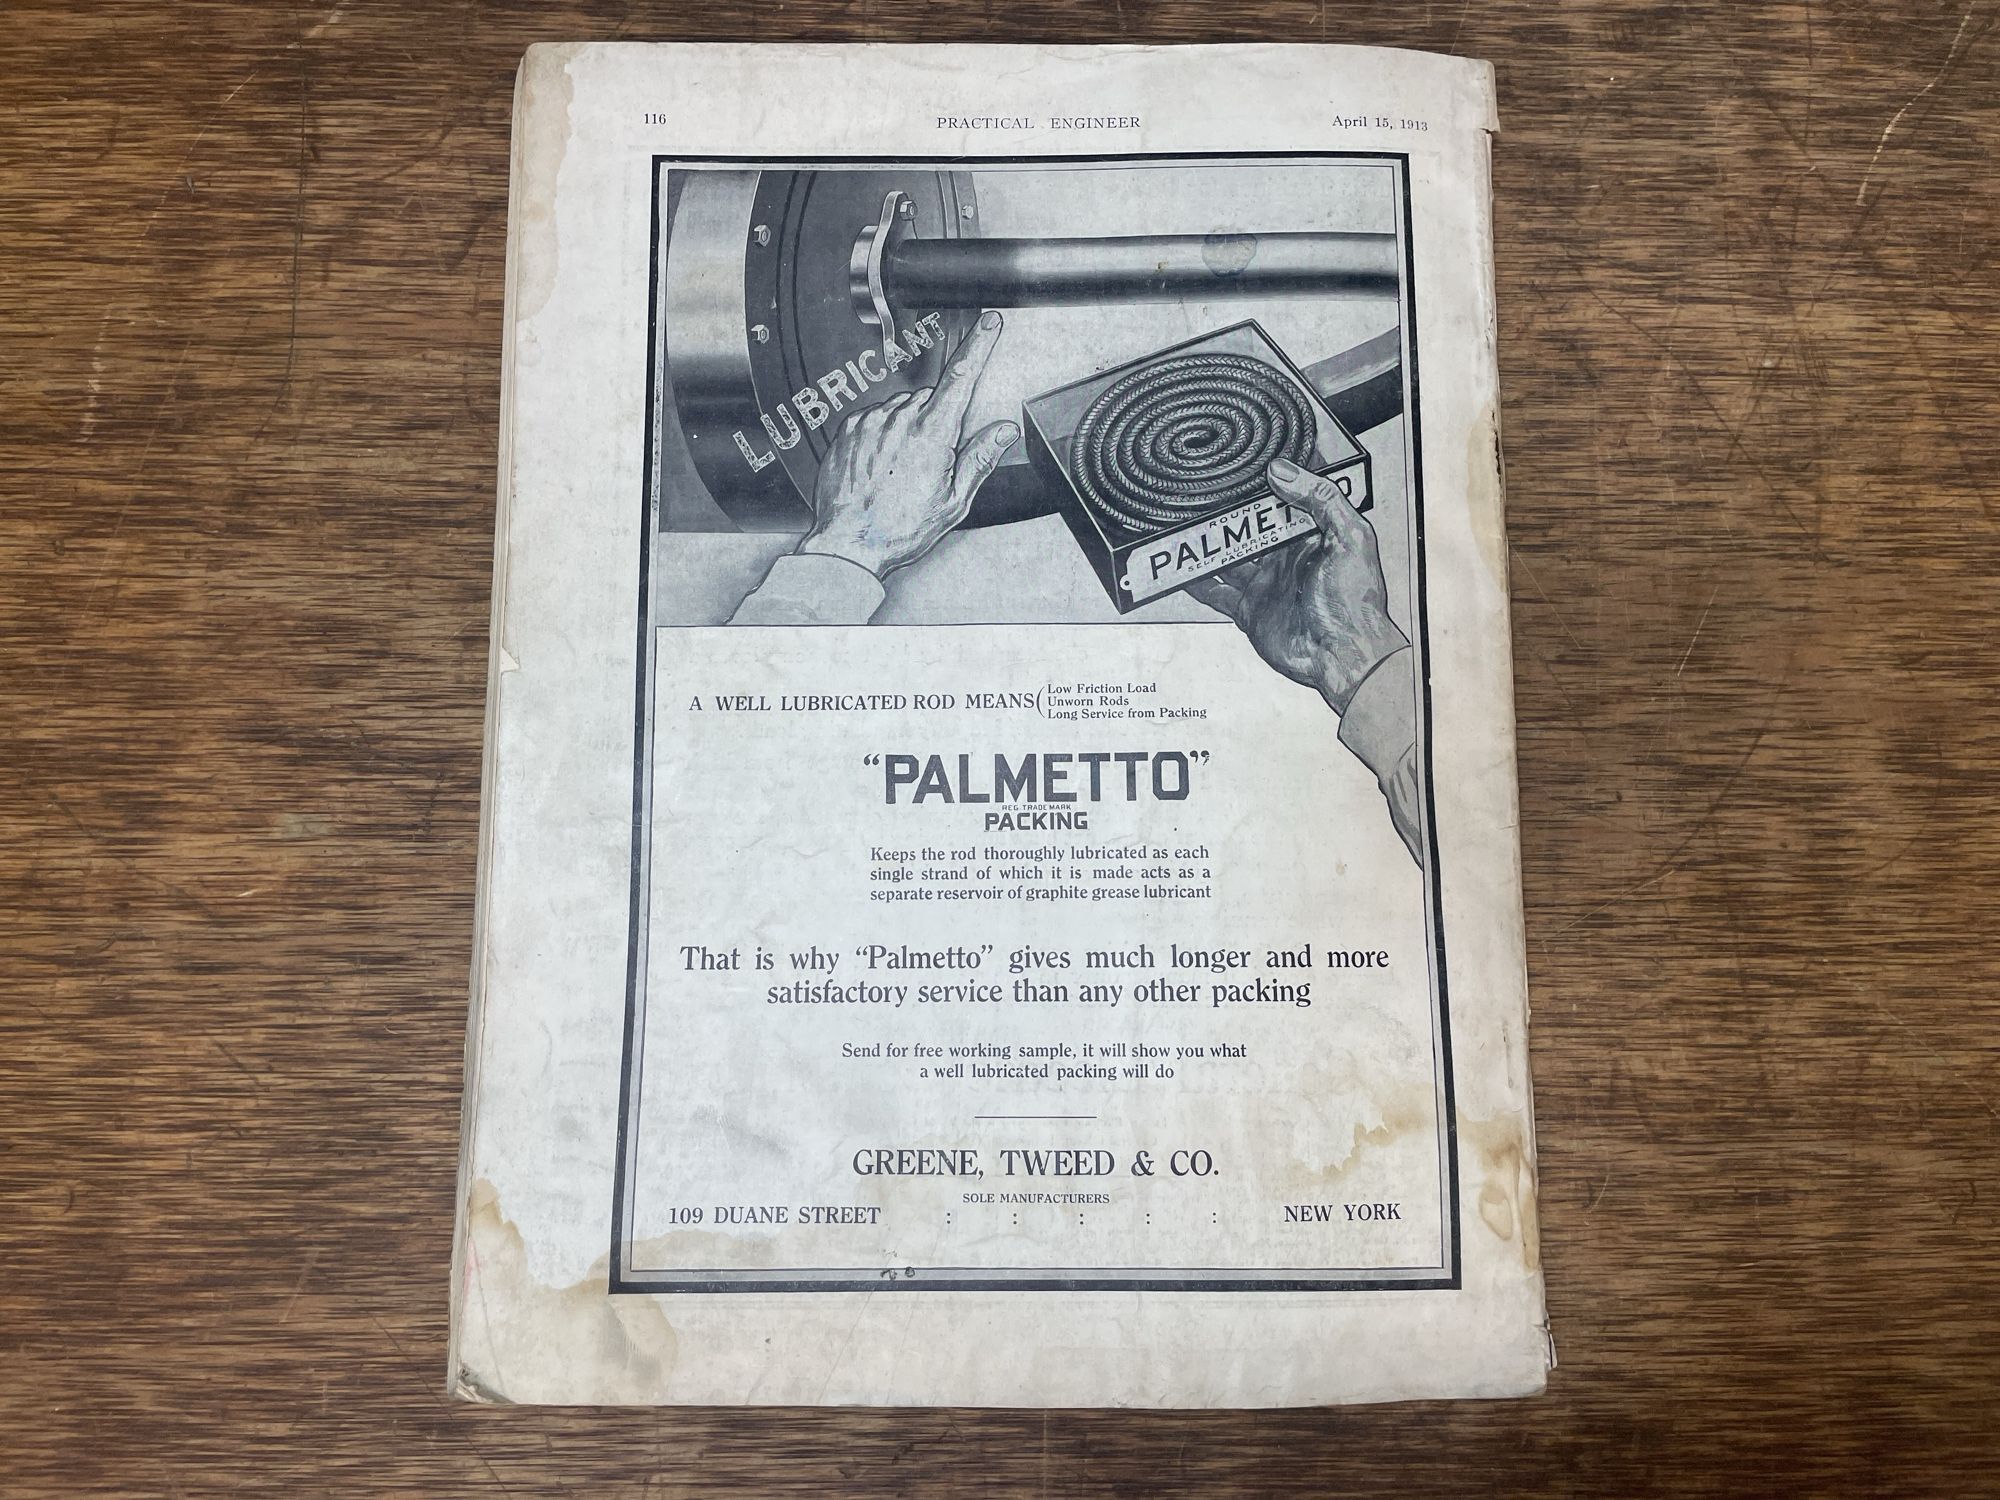 116 PRACTICAL ENGINEER April 15, 1913
LUBRICANT
ROUND
PALMET O
SELF LUBRICATING
PACKING
A WELL LUBRICATED ROD MEANS
Low Friction Load
Unworn Rods
Long Service from Packing
“PALMETTO”
REG. TRADE MARK
PACKING
Keeps the rod thoroughly lubricated as each
single strand of which it is made acts as a
separate reservoir of graphite grease lubricant
That is why “Palmetto” gives much longer and more
satisfactory service than any other packing
Send for free working sample, it will show you what
a well lubricated packing will do
GREENE, TWEED & CO.
SOLE MANUFACTURERS
109 DUANE STREET : : : : : NEW YORK